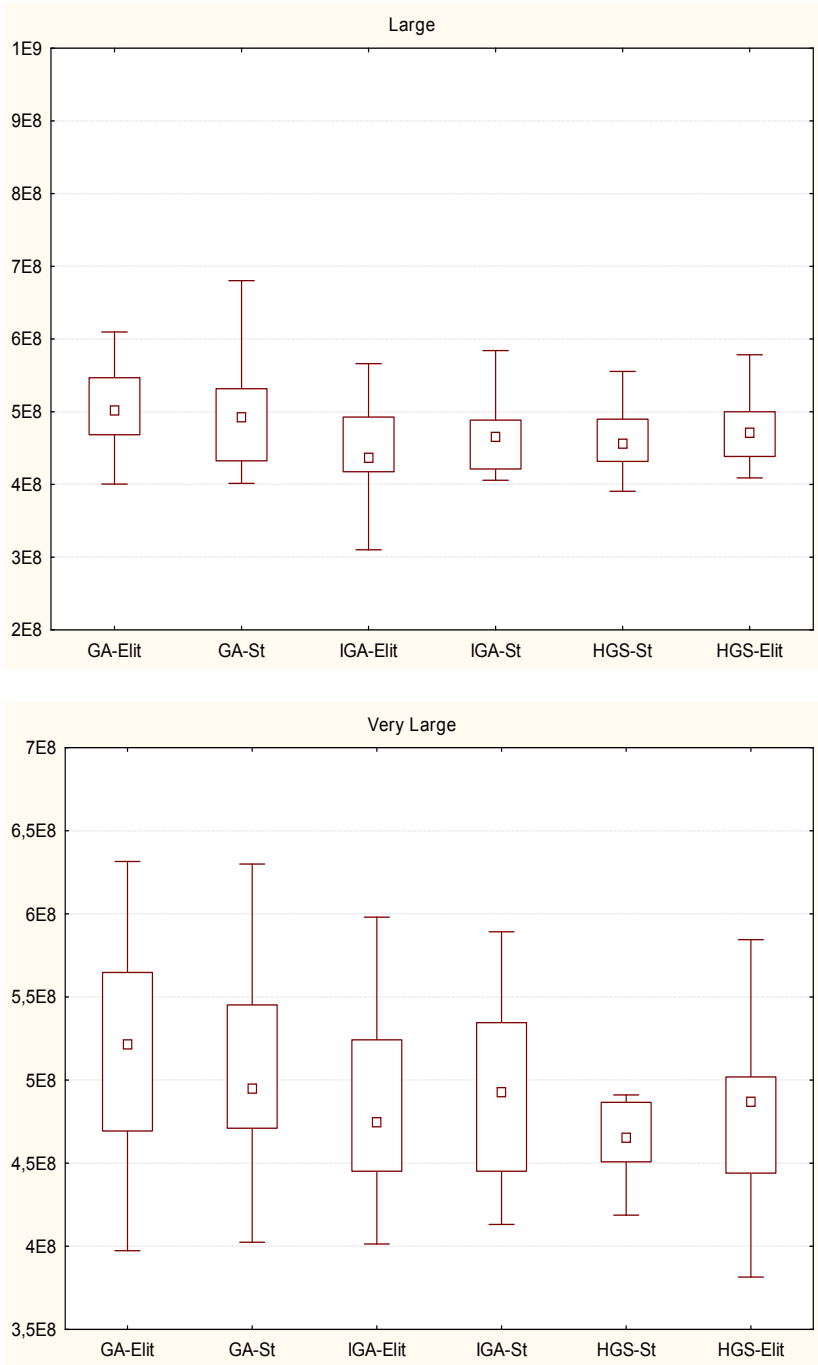 Large
1E9
9E8
8E8
7E8
6E8
5E8
4E8
3E8
2E8
GA-Elit GA-St IGA-Elit IGA-St HGS-St HGS-Elit
Very Large
7E8
6,5E8
6E8
5,5E8
5E8
4,5E8
4E8
3,5E8
GA-Elit GA-St IGA-Elit IGA-St HGS-St HGS-Elit